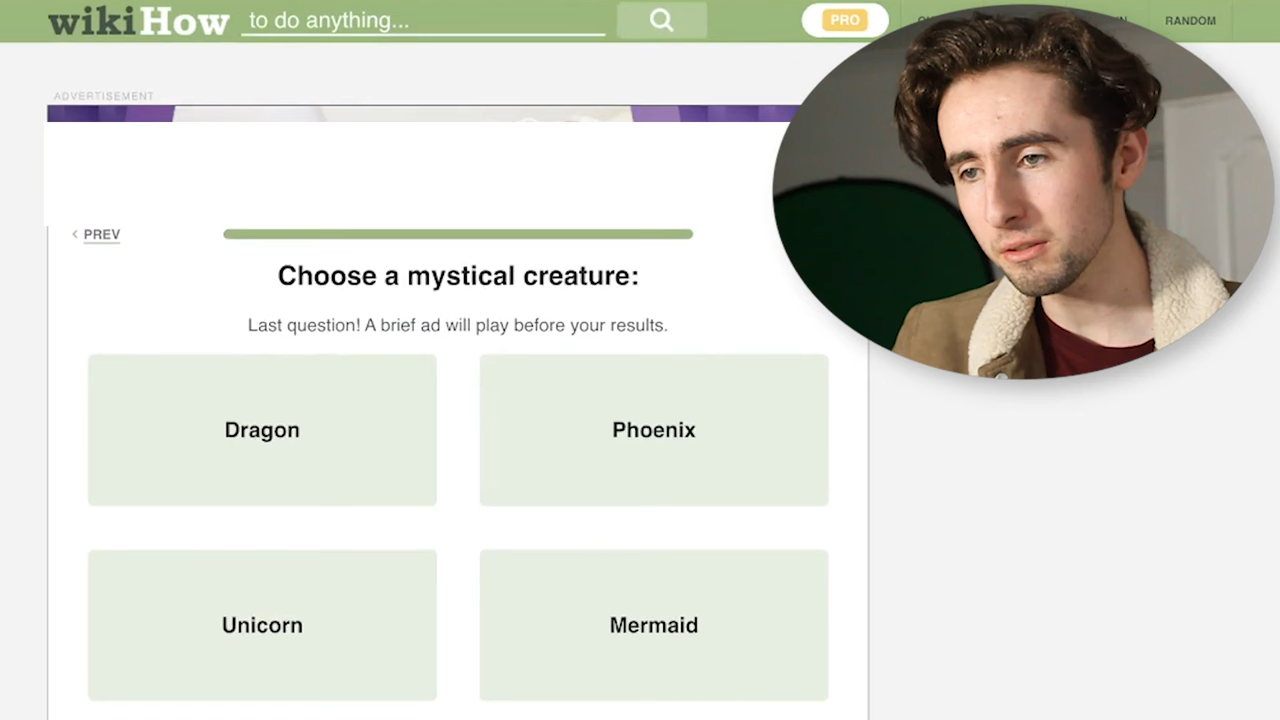 wikiHow to do anything...
PRO
RANDOM
ADVERTISEMENT
PREV
Choose a mystical creature:
Last question! A brief ad will play before your results.
Dragon
Phoenix
Unicorn
Mermaid